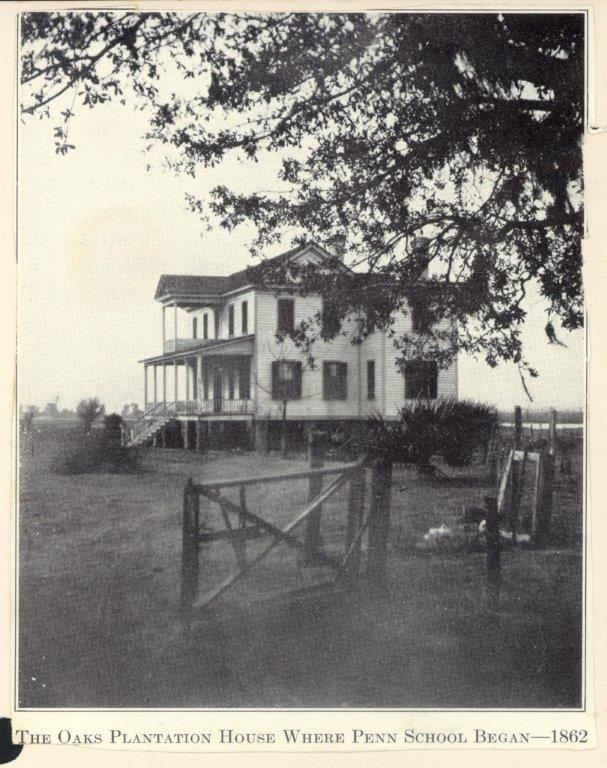 The Oaks Plantation House Where Penn School Began—1862